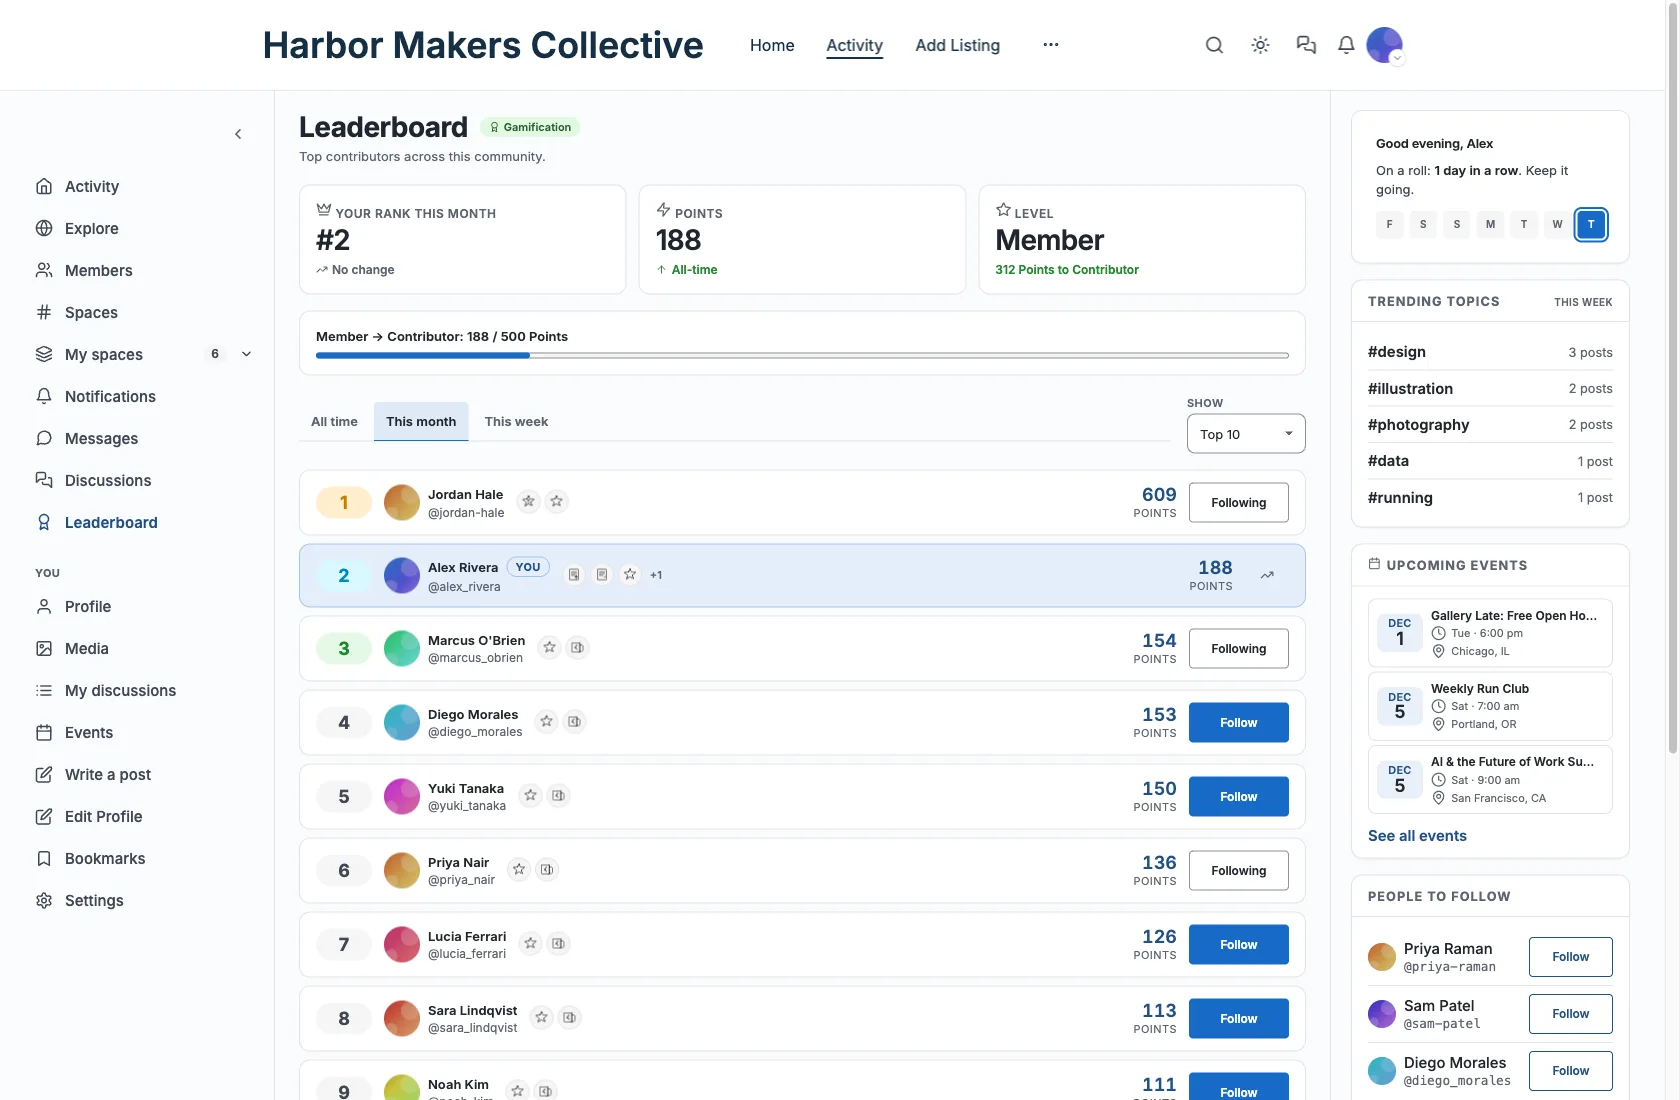 Harbor Makers Collective
Home
Activity
Add Listing
Activity
Explore
Members
Spaces
My spaces
6
Notifications
Messages
Discussions
Leaderboard
YOU
Profile
Media
My discussions
Events
Write a post
Edit Profile
Bookmarks
Settings
Leaderboard
Gamification
Top contributors across this community.
YOUR RANK THIS MONTH
#2
No change
POINTS
188
All-time
LEVEL
Member
312 Points to Contributor
Member → Contributor: 188 / 500 Points
All time
This month
This week
SHOW
Top 10
1
Jordan Hale
@jordan-hale
609
POINTS
Following
2
Alex Rivera
YOU
@alex_rivera
+1
188
POINTS
3
Marcus O'Brien
@marcus_obrien
154
POINTS
Following
4
Diego Morales
@diego_morales
153
POINTS
Follow
5
Yuki Tanaka
@yuki_tanaka
150
POINTS
Follow
6
Priya Nair
@priya_nair
136
POINTS
Following
7
Lucia Ferrari
@lucia_ferrari
126
POINTS
Follow
8
Sara Lindqvist
@sara_lindqvist
113
POINTS
Follow
9
Noah Kim
111
POINTS
Follow
Good evening, Alex
On a roll: 1 day in a row. Keep it
going.
F S S M T W T
TRENDING TOPICS
THIS WEEK
#design
3 posts
#illustration
2 posts
#photography
2 posts
#data
1 post
#running
1 post
UPCOMING EVENTS
DEC
1
Gallery Late: Free Open Ho...
Tue · 6:00 pm
Chicago, IL
DEC
5
Weekly Run Club
Sat · 7:00 am
Portland, OR
DEC
5
AI & the Future of Work Su...
Sat · 9:00 am
San Francisco, CA
See all events
PEOPLE TO FOLLOW
Priya Raman
@priya-raman
Follow
Sam Patel
@sam-patel
Follow
Diego Morales
@diego_morales
Follow